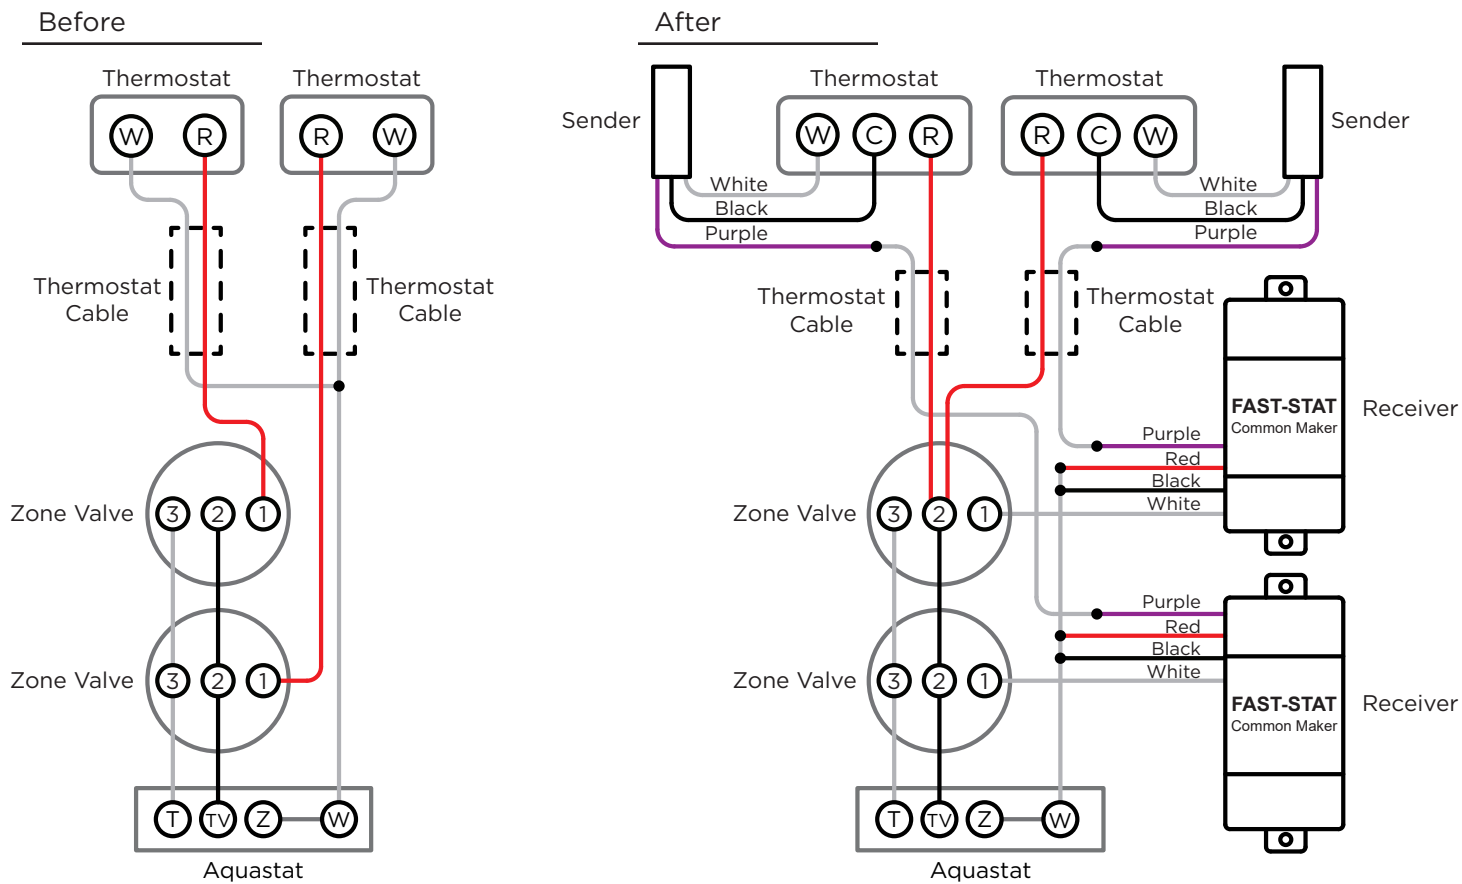 Before
Thermostat
Thermostat
W
R
R
W
Thermostat
Cable
Thermostat
Cable
Zone Valve
3
2
1
Zone Valve
3
2
1
T
TV
Z
W
Aquastat
After
Sender
Thermostat
Thermostat
Sender
W
C
R
R
C
W
White
Black
Purple
White
Black
Purple
Thermostat
Cable
Thermostat
Cable
FAST-STAT
Common Maker
Receiver
Purple
Red
Black
White
Zone Valve
3
2
1
Purple
Red
Black
White
Zone Valve
3
2
1
FAST-STAT
Common Maker
Receiver
T
TV
Z
W
Aquastat